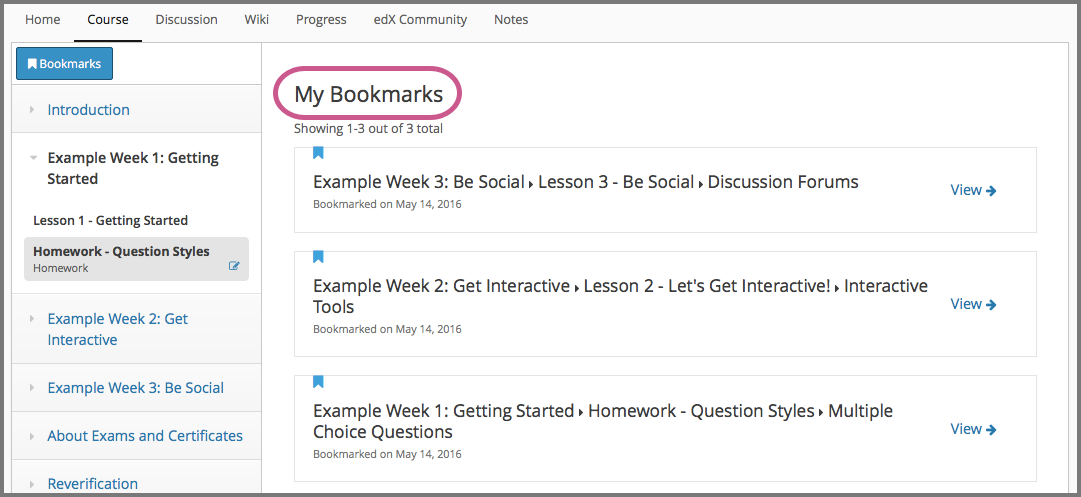 Home Course Discussion Wiki Progress edX Community Notes
Bookmarks
Introduction
Example Week 1: Getting
Started
Lesson 1 - Getting Started
Homework - Question Styles
Homework
Example Week 2: Get
Interactive
Example Week 3: Be Social
About Exams and Certificates
Reverification
My Bookmarks
Showing 1-3 out of 3 total
Example Week 3: Be Social ▸ Lesson 3 - Be Social ▸ Discussion Forums
Bookmarked on May 14, 2016
View →
Example Week 2: Get Interactive ▸ Lesson 2 - Let's Get Interactive! ▸ Interactive
Tools
Bookmarked on May 14, 2016
View →
Example Week 1: Getting Started ▸ Homework - Question Styles ▸ Multiple
Choice Questions
Bookmarked on May 14, 2016
View →